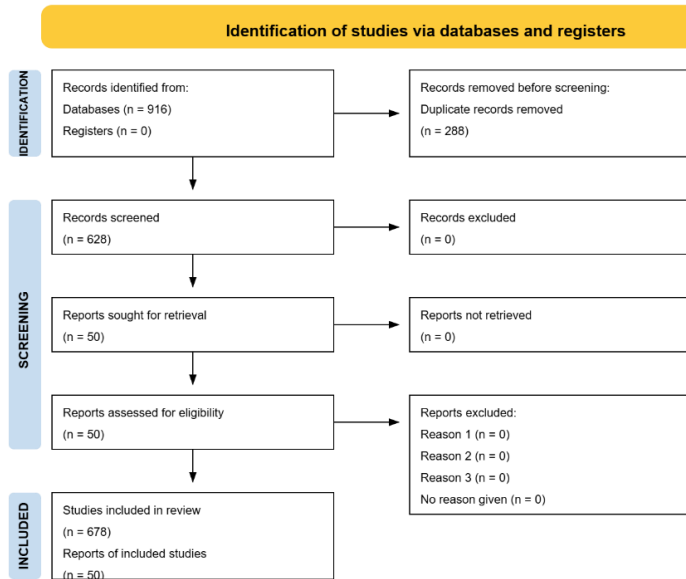 Identification of studies via databases and registers
IDENTIFICATION
Records identified from:
Databases (n = 916)
Registers (n = 0)
Records removed before screening:
Duplicate records removed
(n = 288)
SCREENING
Records screened
(n = 628)
Records excluded
(n = 0)
Reports sought for retrieval
(n = 50)
Reports not retrieved
(n = 0)
Reports assessed for eligibility
(n = 50)
Reports excluded:
Reason 1 (n = 0)
Reason 2 (n = 0)
Reason 3 (n = 0)
No reason given (n = 0)
INCLUDED
Studies included in review
(n = 678)
Reports of included studies
(n = 50)